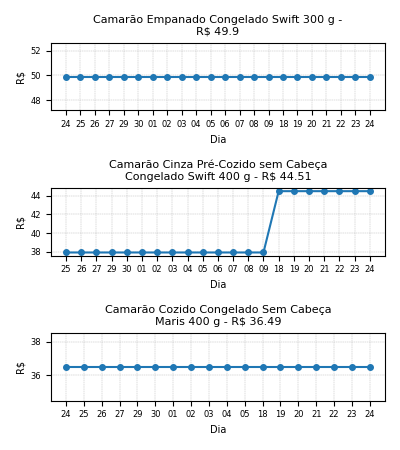 Camarão Empanado Congelado Swift 300 g -
R$ 49.9
52
50
48
R$
24 25 26 27 29 30 01 02 03 04 05 06 07 08 09 18 19 20 21 22 23 24
Dia
Camarão Cinza Pré-Cozido sem Cabeça
Congelado Swift 400 g - R$ 44.51
44
42
40
38
R$
25 26 27 29 30 01 02 03 04 05 06 07 08 09 18 19 20 21 22 23 24
Dia
Camarão Cozido Congelado Sem Cabeça
Maris 400 g - R$ 36.49
38
36
R$
24 25 26 27 29 30 01 02 03 04 05 18 19 20 21 22 23 24
Dia